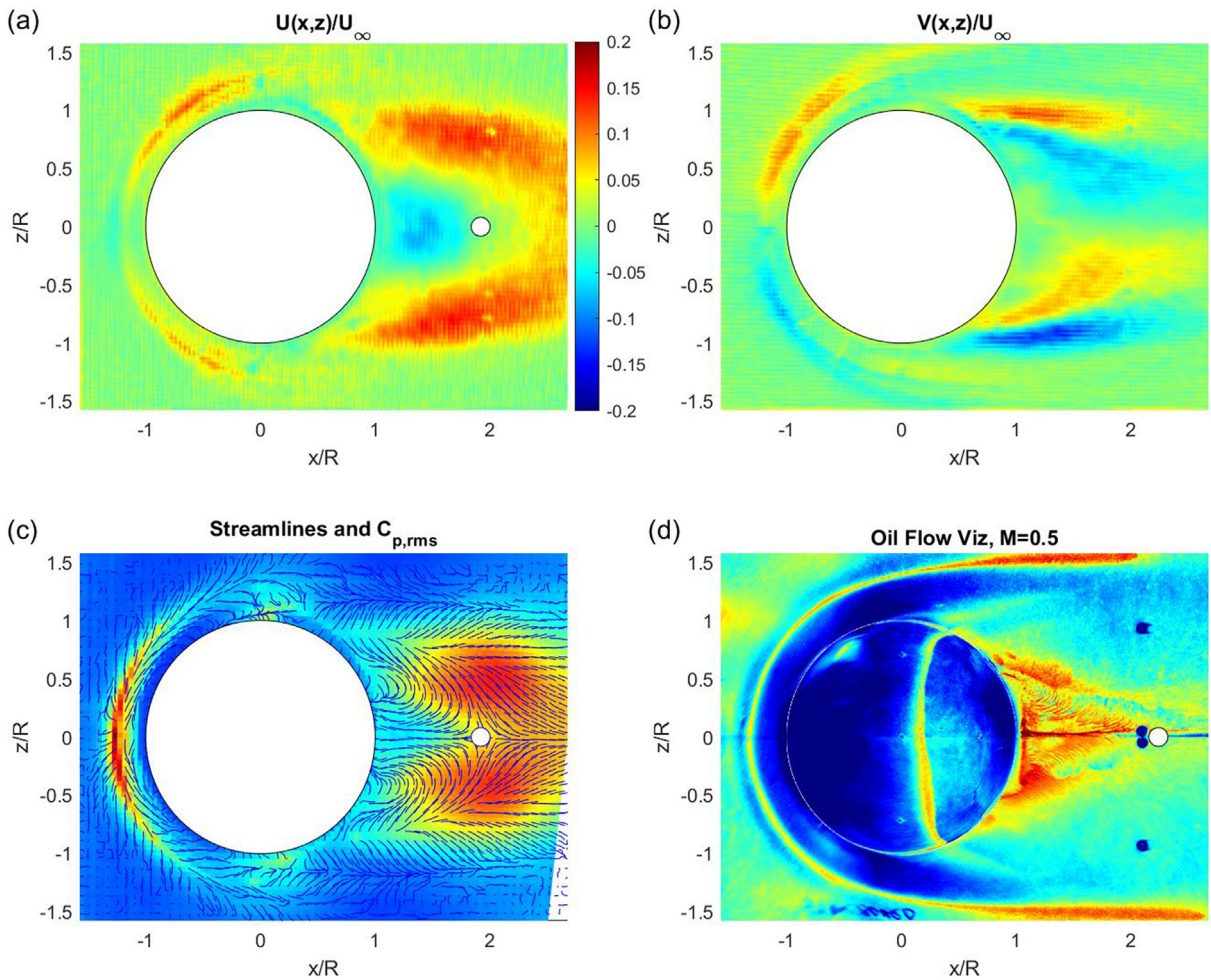 (a)
U(x,z)/U∞
1.5
1
0.5
0
-0.5
-1
-1.5
z/R
-1 0 1 2
x/R
0.2
0.15
0.1
0.05
0
-0.05
-0.1
-0.15
-0.2
(b)
V(x,z)/U∞
1.5
1
0.5
0
-0.5
-1
-1.5
z/R
-1 0 1 2
x/R
(c)
Streamlines and Cp,rms
1.5
1
0.5
0
-0.5
-1
-1.5
z/R
-1 0 1 2
x/R
(d)
Oil Flow Viz, M=0.5
1.5
1
0.5
0
-0.5
-1
-1.5
z/R
-1 0 1 2
x/R